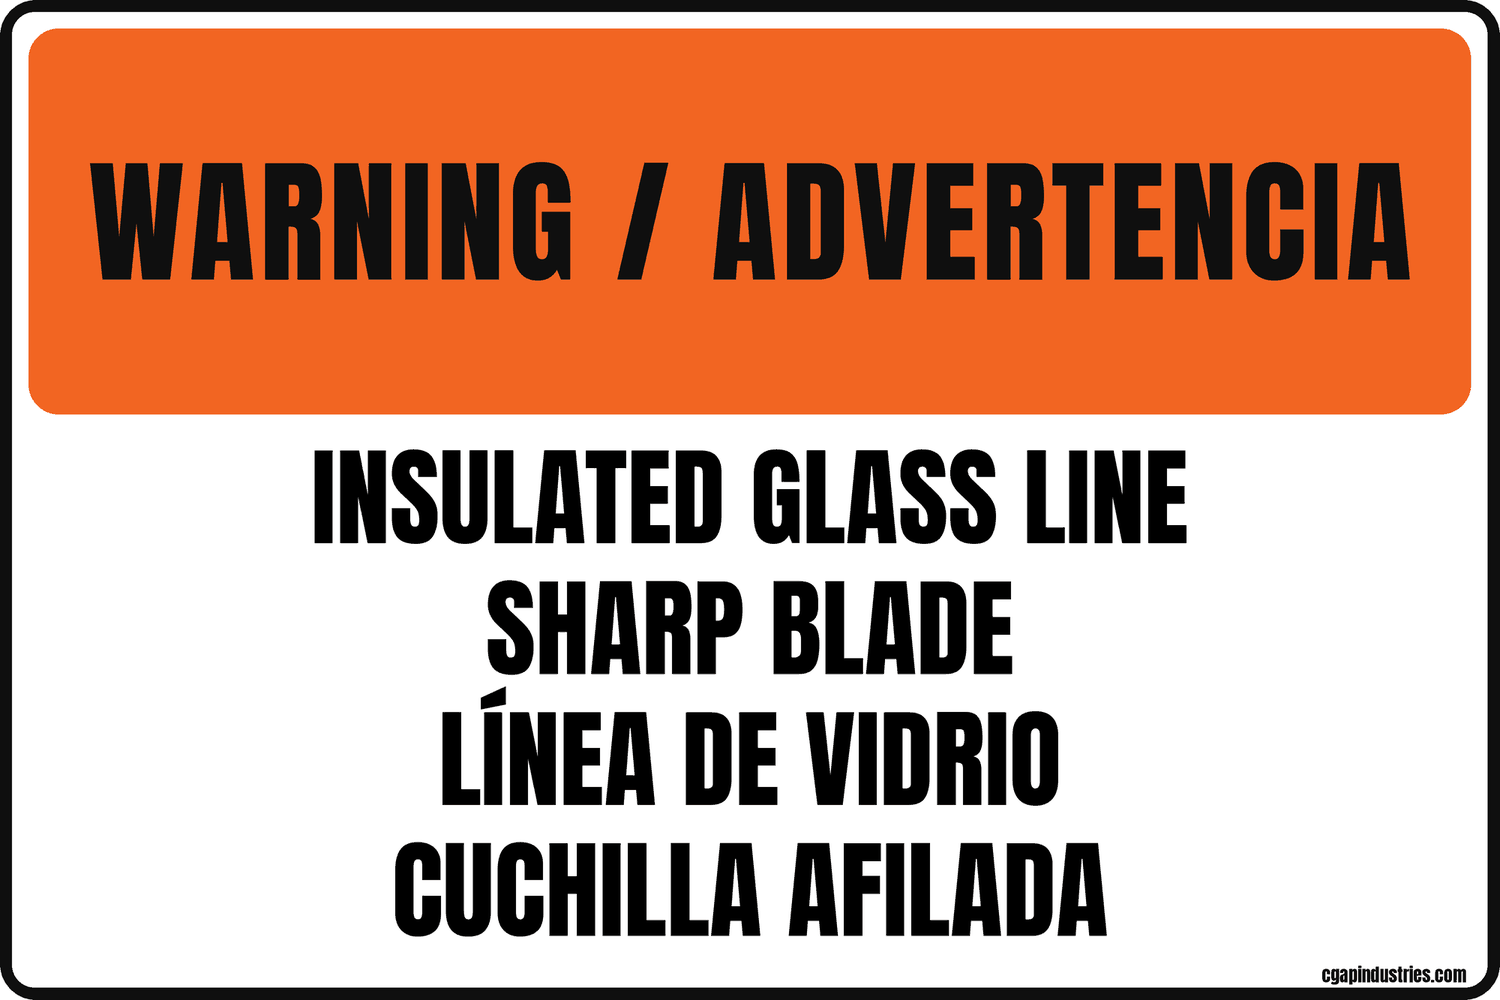 WARNING / ADVERTENCIA
INSULATED GLASS LINE
SHARP BLADE
LÍNEA DE VIDRIO
CUCHILLA AFILADA
cgapindustries.com